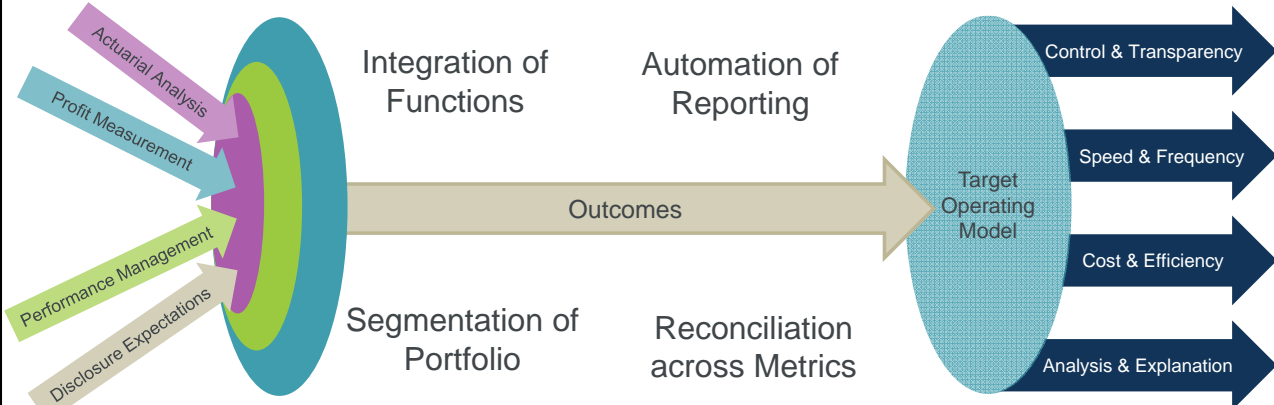 Actuarial Analysis
Profit Measurement
Performance Management
Disclosure Expectations
Integration of
Functions
Automation of
Reporting
Outcomes
Segmentation of
Portfolio
Reconciliation
across Metrics
Target
Operating
Model
Control & Transparency
Speed & Frequency
Cost & Efficiency
Analysis & Explanation